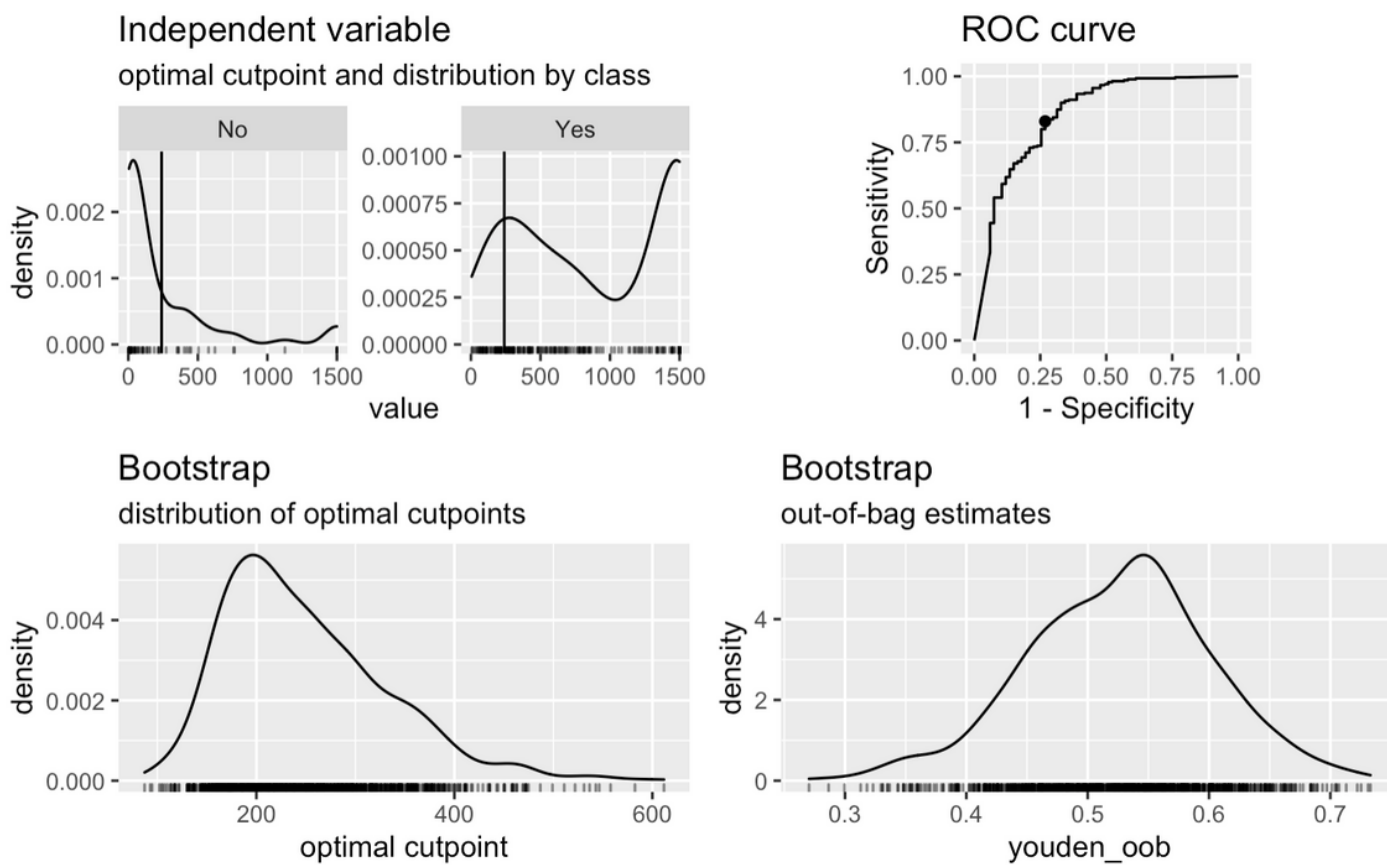 Independent variable
optimal cutpoint and distribution by class
No
Yes
density
0.002
0.001
0.000
0.00100
0.00075
0.00050
0.00025
0.00000
0 500 1000 1500
0 500 1000 1500
value
ROC curve
Sensitivity
1.00
0.75
0.50
0.25
0.00
0.00 0.25 0.50 0.75 1.00
1 - Specificity
Bootstrap
distribution of optimal cutpoints
density
0.004
0.002
0.000
200 400 600
optimal cutpoint
Bootstrap
out-of-bag estimates
density
4
2
0
0.3 0.4 0.5 0.6 0.7
youden_oob